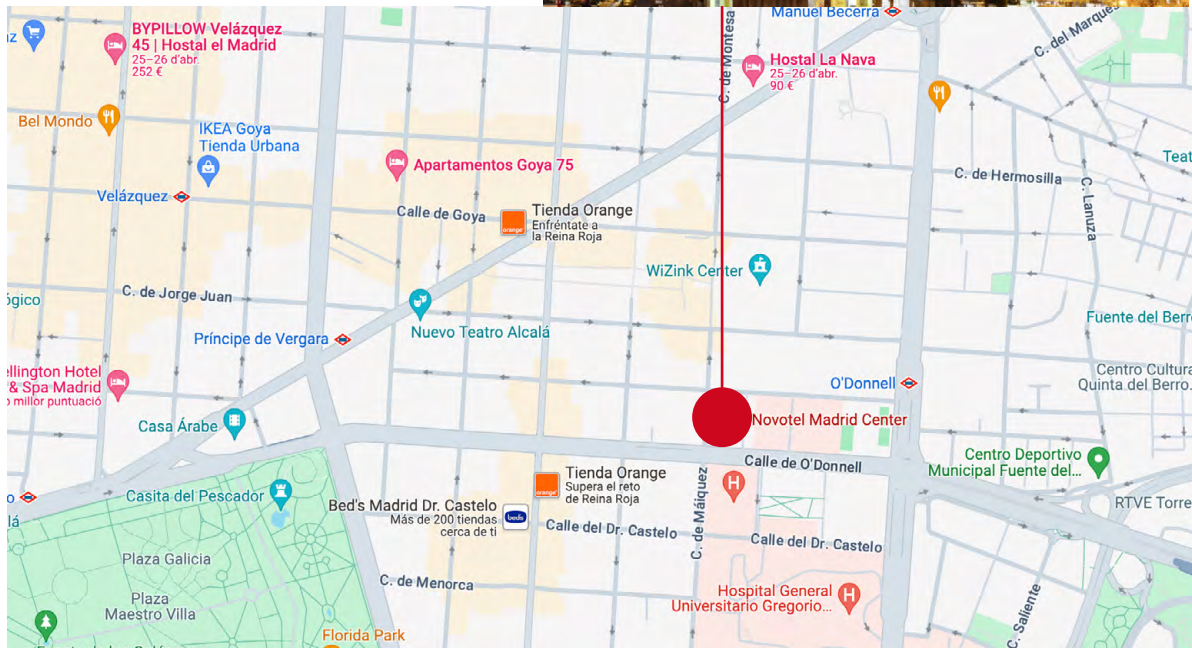 Manuel Becerra
C. del Marqués
BYPILLOW Velázquez
45 | Hostal el Madrid
25–26 d'abr.
252 €
C. de Montesa
Hostal La Nava
25–26 d'abr.
90 €
Bel Mondo
IKEA Goya
Tienda Urbana
Apartamentos Goya 75
Velázquez
C. de Hermosilla
C. Lanuza
Calle de Goya
Tienda Orange
Enfréntate a
la Reina Roja
orange
WiZink Center
C. de Jorge Juan
Nuevo Teatro Alcalá
Príncipe de Vergara
Fuente del Berr
Centro Cultura
Quinta del Berro...
ellington Hotel
& Spa Madrid
o millor puntuació
O'Donnell
Casa Árabe
Novotel Madrid Center
Calle de O'Donnell
Centro Deportivo
Municipal Fuente del...
Casita del Pescador
Tienda Orange
Supera el reto
de Reina Roja
orange
Bed's Madrid Dr. Castelo
Más de 200 tiendas
cerca de ti
bed's
C. de Máiquez
RTVE Torre
Calle del Dr. Castelo
Calle del Dr. Castelo
Plaza Galicia
C. de Menorca
Plaza
Maestro Villa
Hospital General
Universitario Gregorio...
C. Saliente
Florida Park